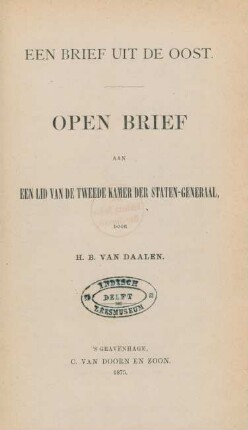 EEN BRIEF UIT DE OOST.
OPEN BRIEF
AAN
EEN LID VAN DE TWEEDE KAMER DER STATEN-GENERAAL,
DOOR
H. B. VAN DAALEN.
INDISCH
DELFT
LEESMUSEUM
'S GRAVENHAGE,
C. VAN DOORN EN ZOON.
1875.